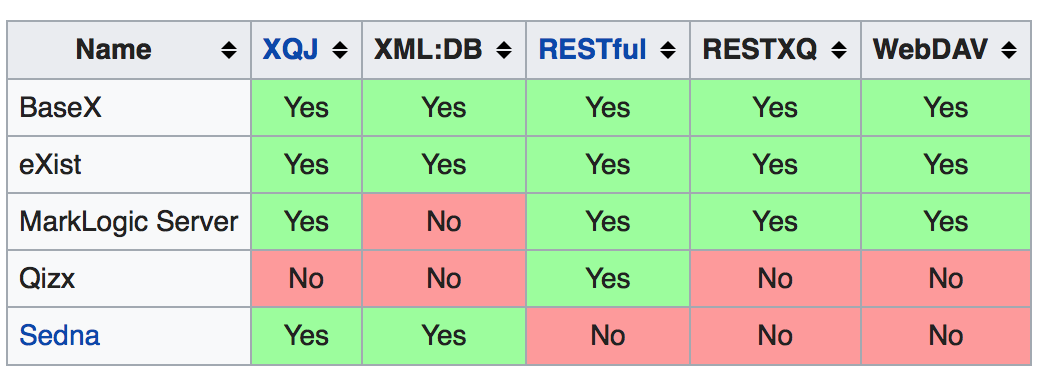 Name XQJ XML:DB RESTful RESTXQ WebDAV
BaseX Yes Yes Yes Yes Yes
eXist Yes Yes Yes Yes Yes
MarkLogic Server Yes No Yes Yes Yes
Qizx No No Yes No No
Sedna Yes Yes No No No